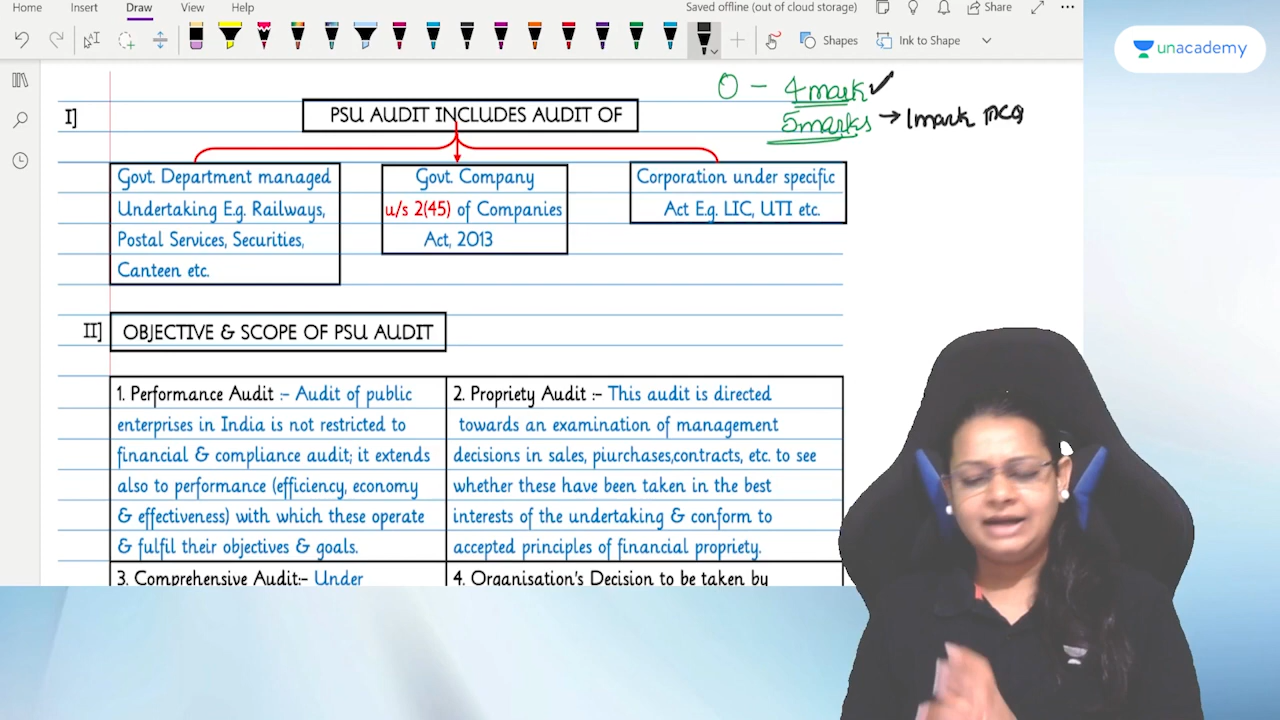 Home Insert Draw View Help Saved offline (out of cloud storage) Share
Shapes Ink to Shape
unacademy
O - 4 mark
5 marks → 1 mark MCQ
I] PSU AUDIT INCLUDES AUDIT OF
Govt. Department managed
Undertaking E.g. Railways,
Postal Services, Securities,
Canteen etc.
Govt. Company
u/s 2(45) of Companies
Act, 2013
Corporation under specific
Act E.g. LIC, UTI etc.
II] OBJECTIVE & SCOPE OF PSU AUDIT
1. Performance Audit :- Audit of public
enterprises in India is not restricted to
financial & compliance audit; it extends
also to performance (efficiency, economy
& effectiveness) with which these operate
& fulfil their objectives & goals.
2. Propriety Audit :- This audit is directed
towards an examination of management
decisions in sales, piurchases,contracts, etc. to see
whether these have been taken in the best
interests of the undertaking & conform to
accepted principles of financial propriety.
3. Comprehensive Audit:- Under
4. Organisation's Decision to be taken by